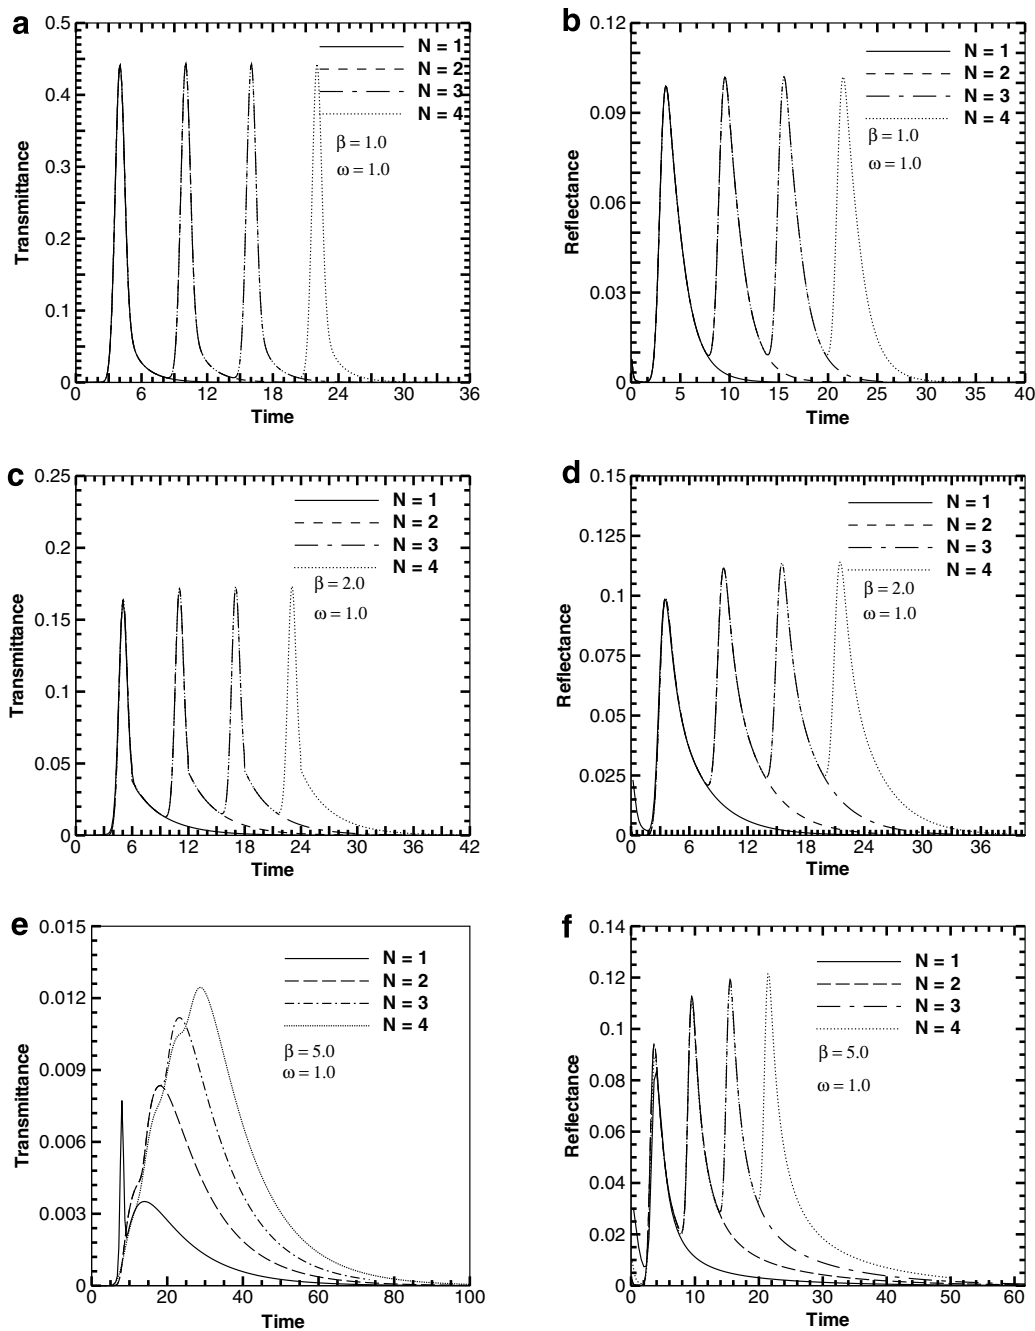 a
0.5
0.4
0.3
0.2
0.1
0
Transmittance
N = 1
N = 2
N = 3
N = 4
β = 1.0
ω = 1.0
0 6 12 18 24 30 36
Time
b
0.12
0.09
0.06
0.03
0
Reflectance
N = 1
N = 2
N = 3
N = 4
β = 1.0
ω = 1.0
0 5 10 15 20 25 30 35 40
Time
c
0.25
0.2
0.15
0.1
0.05
0
Transmittance
N = 1
N = 2
N = 3
N = 4
β = 2.0
ω = 1.0
0 6 12 18 24 30 36 42
Time
d
0.15
0.125
0.1
0.075
0.05
0.025
0
Reflectance
N = 1
N = 2
N = 3
N = 4
β = 2.0
ω = 1.0
0 6 12 18 24 30 36
Time
e
0.015
0.012
0.009
0.006
0.003
0
Transmittance
N = 1
N = 2
N = 3
N = 4
β = 5.0
ω = 1.0
0 20 40 60 80 100
Time
f
0.14
0.12
0.1
0.08
0.06
0.04
0.02
0
Reflectance
N = 1
N = 2
N = 3
N = 4
β = 5.0
ω = 1.0
0 10 20 30 40 50 60
Time